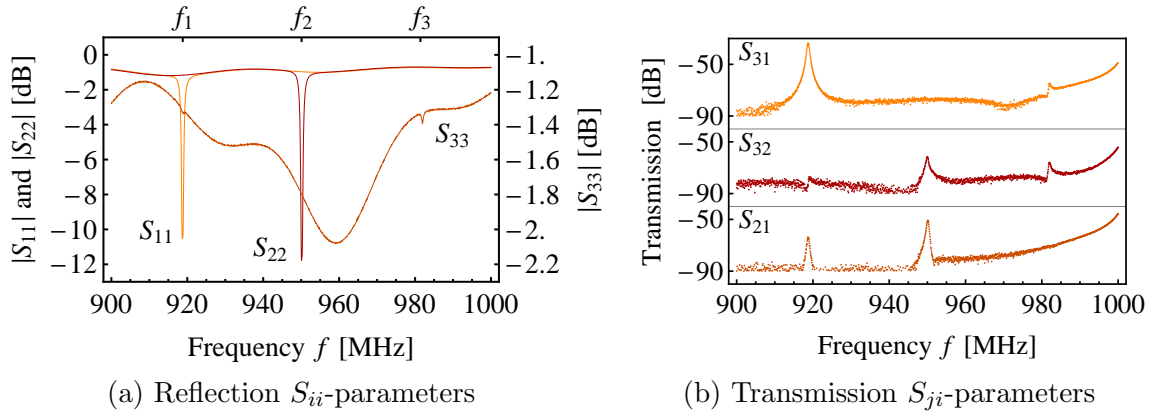 f₁ f₂ f₃
0
−2
−4
−6
−8
−10
−12
|S₁₁| and |S₂₂| [dB]
S₁₁
S₂₂
S₃₃
−1.
−1.2
−1.4
−1.6
−1.8
−2.
−2.2
|S₃₃| [dB]
900 920 940 960 980 1000
Frequency f [MHz]
(a) Reflection Sᵢᵢ-parameters
Transmission [dB]
S₃₁
−50
−90
S₃₂
−50
−90
S₂₁
−50
−90
900 920 940 960 980 1000
Frequency f [MHz]
(b) Transmission Sⱼᵢ-parameters